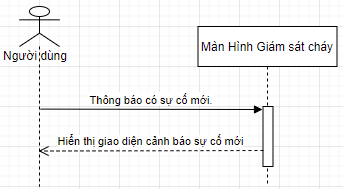 Người dùng
Màn Hình Giám sát cháy
Thông báo có sự cố mới.
Hiển thị giao diện cảnh báo sự cố mới